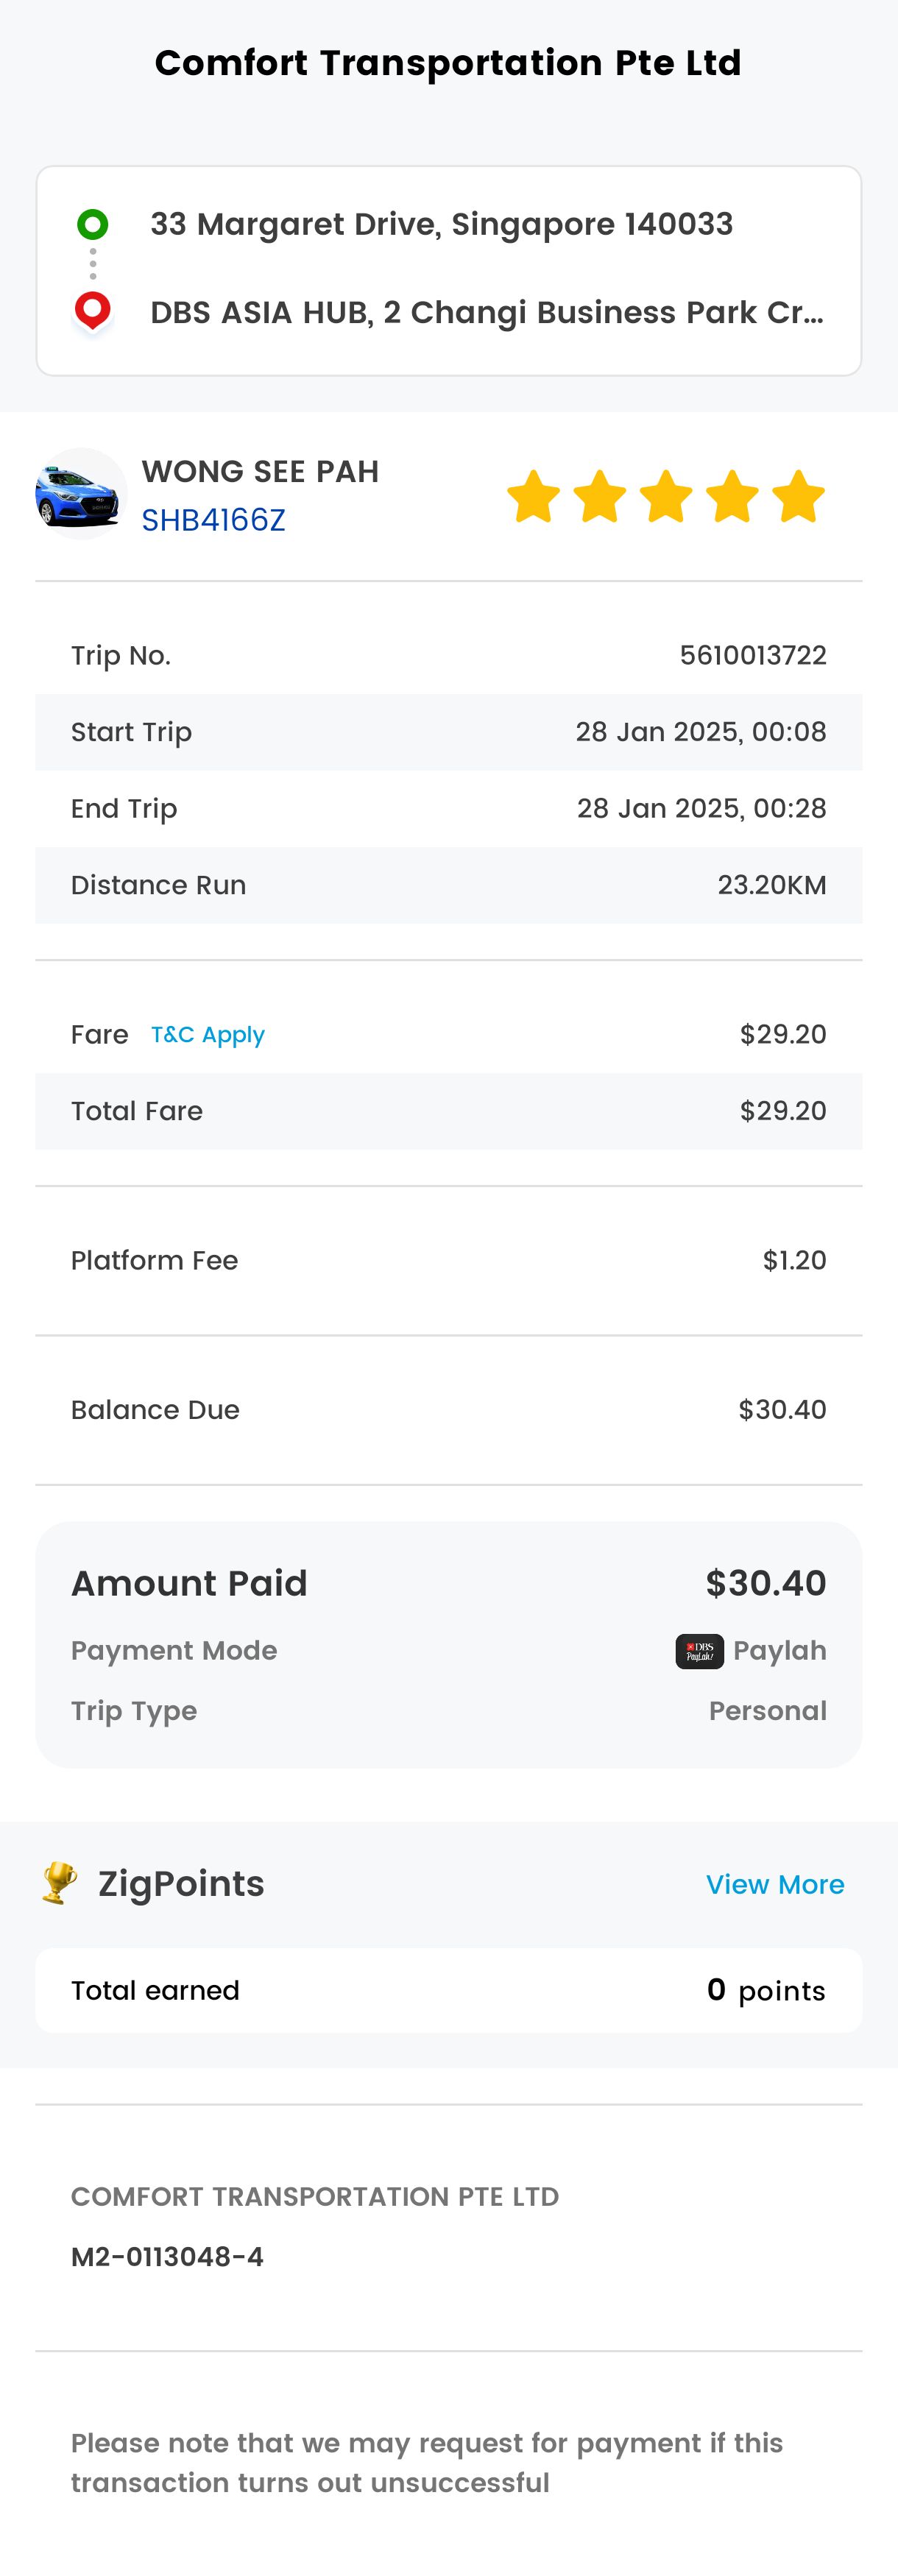 Comfort Transportation Pte Ltd
33 Margaret Drive, Singapore 140033
DBS ASIA HUB, 2 Changi Business Park Cr...
WONG SEE PAH
SHB4166Z
Trip No. 5610013722
Start Trip 28 Jan 2025, 00:08
End Trip 28 Jan 2025, 00:28
Distance Run 23.20KM
Fare T&C Apply $29.20
Total Fare $29.20
Platform Fee $1.20
Balance Due $30.40
Amount Paid $30.40
Payment Mode DBS PayLah! Paylah
Trip Type Personal
ZigPoints View More
Total earned 0 points
COMFORT TRANSPORTATION PTE LTD
M2-0113048-4
Please note that we may request for payment if this
transaction turns out unsuccessful